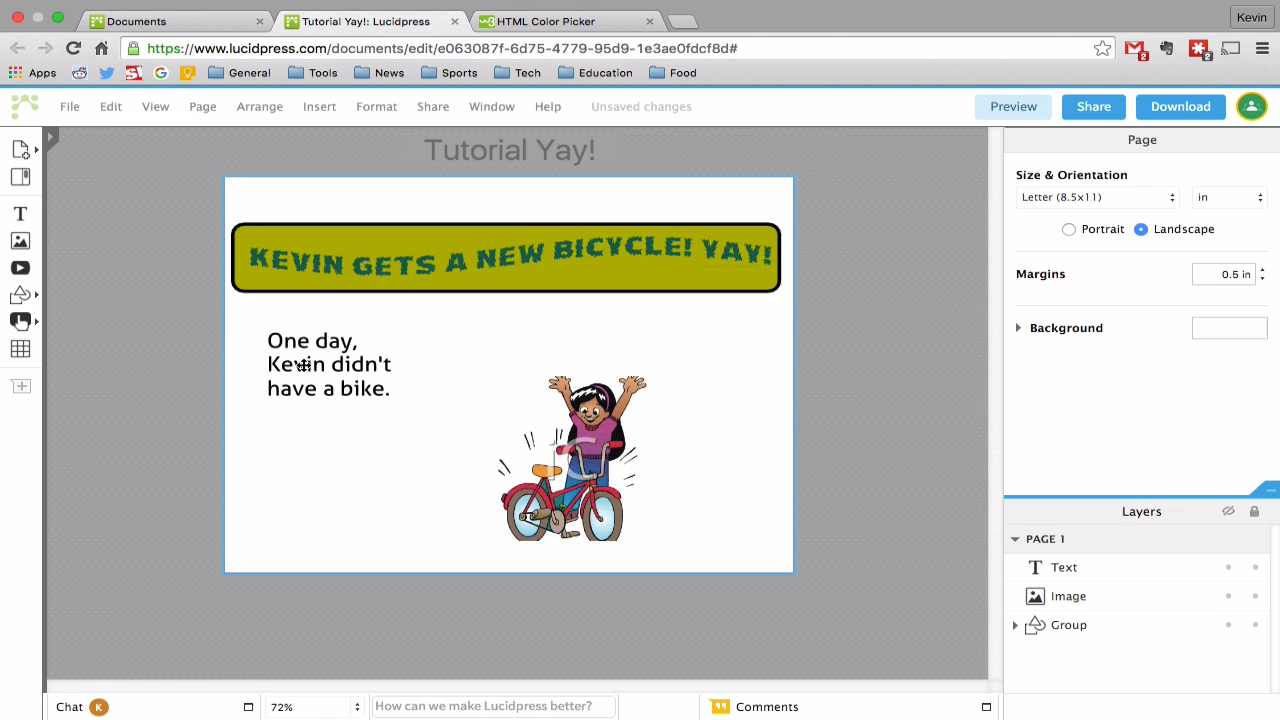 Documents
Tutorial Yay!: Lucidpress
HTML Color Picker
Kevin
https://www.lucidpress.com/documents/edit/e063087f-6d75-4779-95d9-1e3ae0fdcf8d#
2
2
Apps
General
Tools
News
Sports
Tech
Education
Food
File
Edit
View
Page
Arrange
Insert
Format
Share
Window
Help
Unsaved changes
Preview
Share
Download
Tutorial Yay!
KEVIN GETS A NEW BICYCLE! YAY!
One day,
Kevin didn't
have a bike.
Page
Size & Orientation
Letter (8.5x11)
in
Portrait
Landscape
Margins
0.5 in
Background
Layers
PAGE 1
Text
Image
Group
Chat
K
72%
How can we make Lucidpress better?
Comments